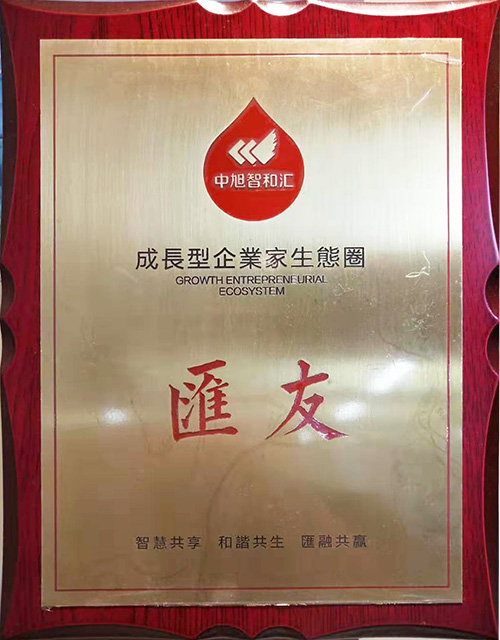 中旭智和汇
成長型企業家生態圈
GROWTH ENTREPRENEURIAL
ECOSYSTEM
匯友
智慧共享 和諧共生 匯融共赢